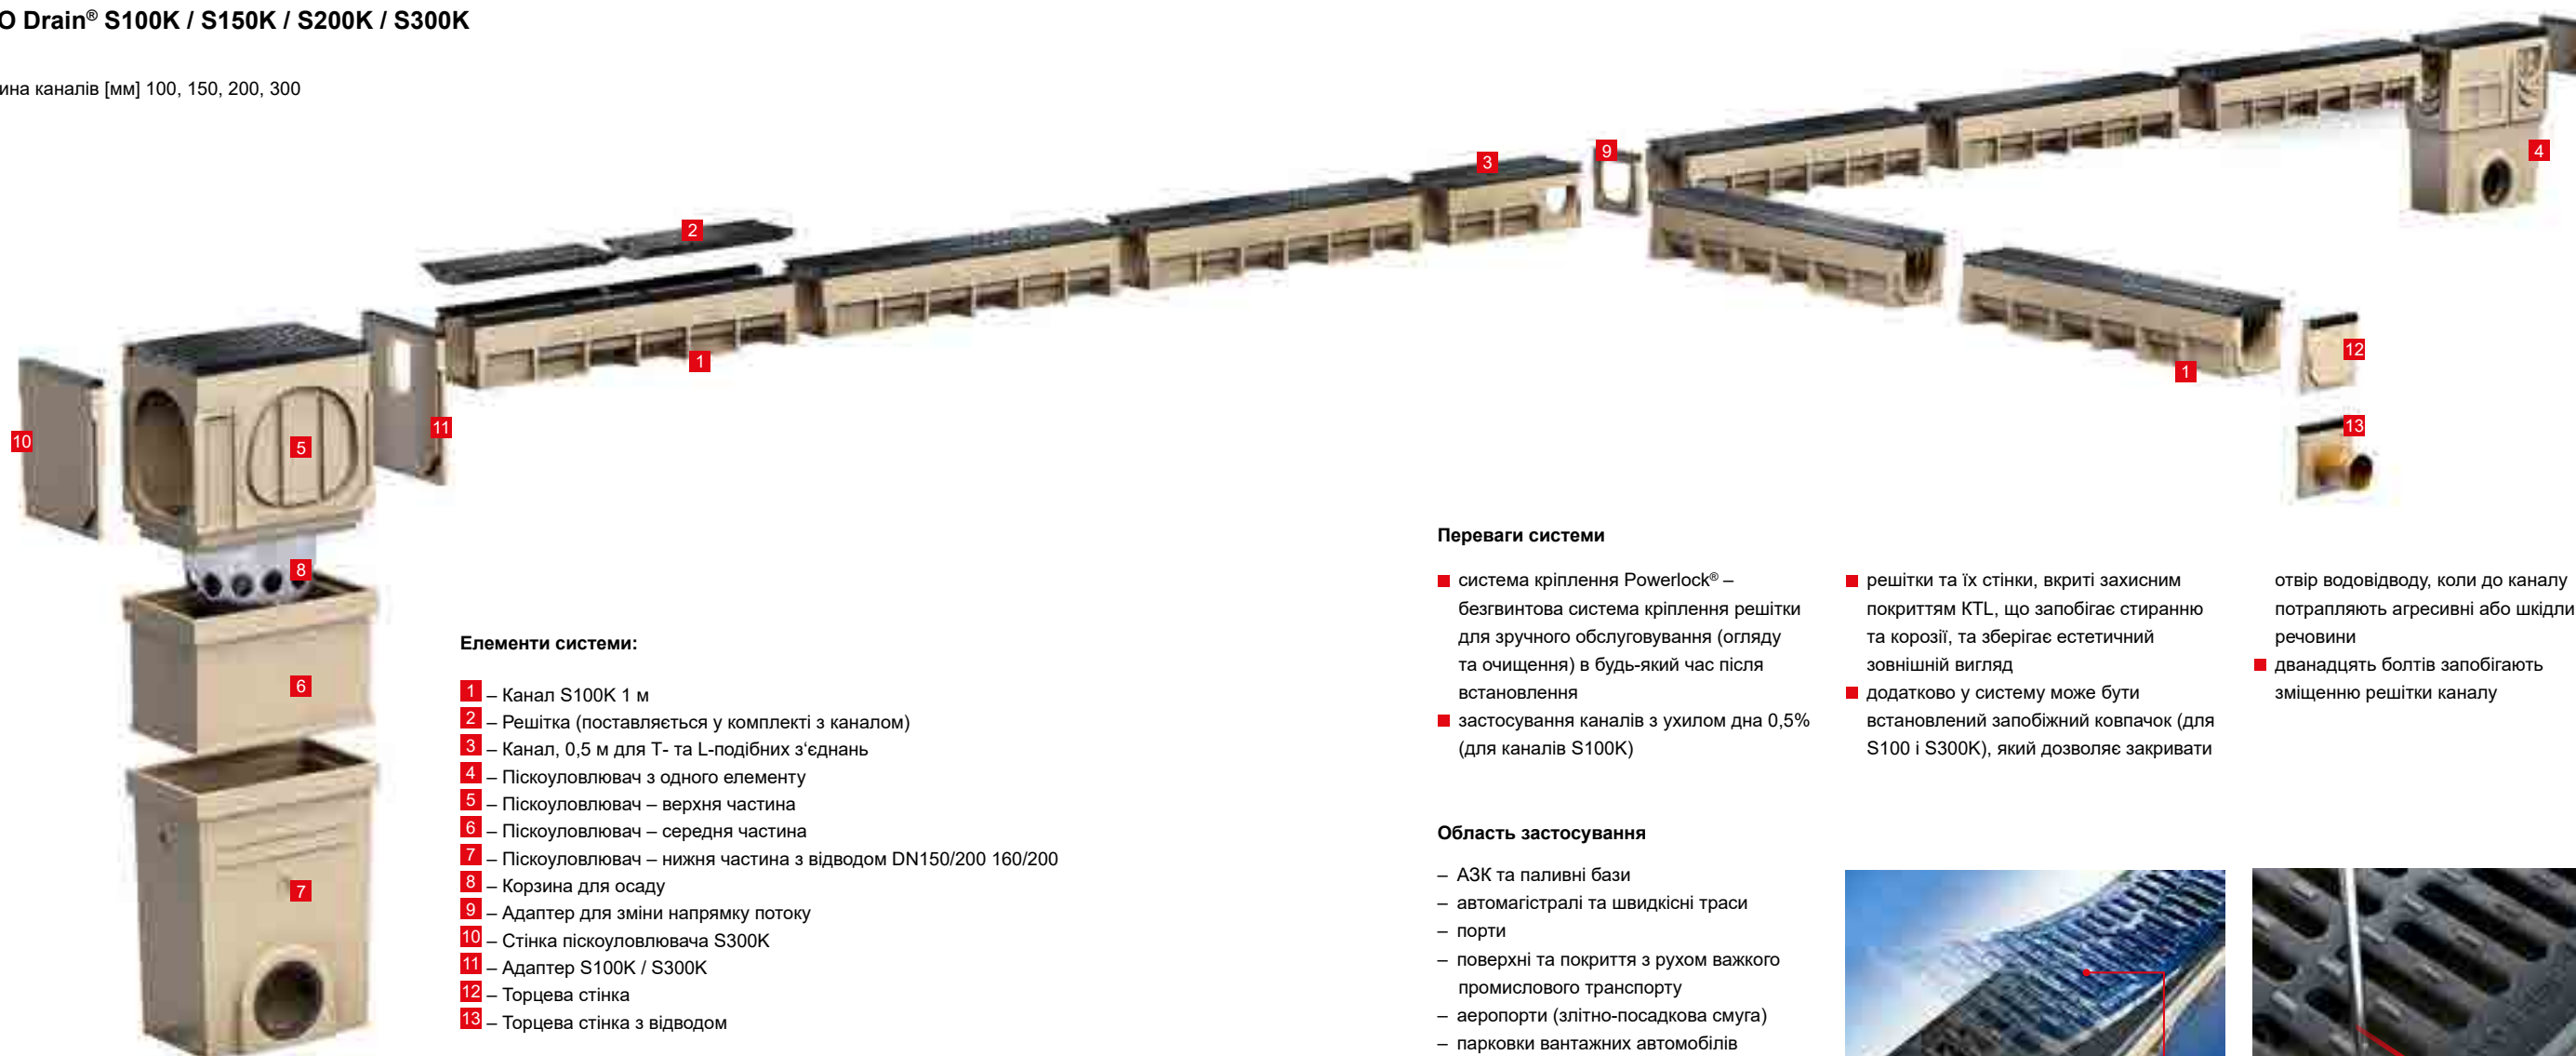 O Drain® S100K / S150K / S200K / S300K
ина каналів [мм] 100, 150, 200, 300
3
9
4
2
1
1
12
13
10
5
11
8
6
7
Елементи системи:
1 – Канал S100K 1 м
2 – Решітка (поставляється у комплекті з каналом)
3 – Канал, 0,5 м для Т- та L-подібних з‘єднань
4 – Піскоуловлювач з одного елементу
5 – Піскоуловлювач – верхня частина
6 – Піскоуловлювач – середня частина
7 – Піскоуловлювач – нижня частина з відводом DN150/200 160/200
8 – Корзина для осаду
9 – Адаптер для зміни напрямку потоку
10 – Стінка піскоуловлювача S300K
11 – Адаптер S100K / S300K
12 – Торцева стінка
13 – Торцева стінка з відводом
Переваги системи
система кріплення Powerlock® –
безгвинтова система кріплення решітки
для зручного обслуговування (огляду
та очищення) в будь-який час після
встановлення
застосування каналів з ухилом дна 0,5%
(для каналів S100K)
решітки та їх стінки, вкриті захисним
покриттям КTL, що запобігає стиранню
та корозії, та зберігає естетичний
зовнішній вигляд
додатково у систему може бути
встановлений запобіжний ковпачок (для
S100 і S300K), який дозволяє закривати
отвір водовідводу, коли до каналу
потрапляють агресивні або шкідли
речовини
дванадцять болтів запобігають
зміщенню решітки каналу
Область застосування
– АЗК та паливні бази
– автомагістралі та швидкісні траси
– порти
– поверхні та покриття з рухом важкого
промислового транспорту
– аеропорти (злітно-посадкова смуга)
– парковки вантажних автомобілів